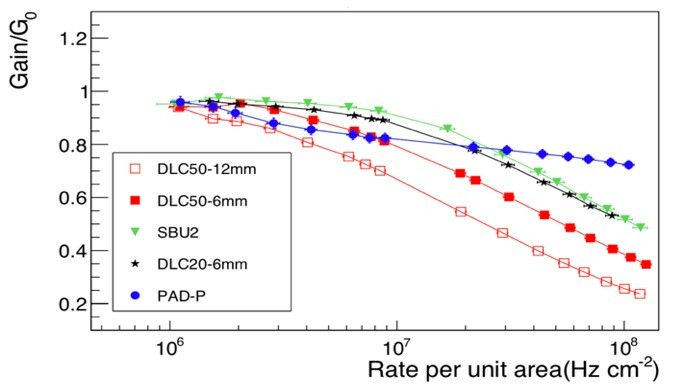 Gain/G0
1.2
1
0.8
0.6
0.4
0.2
DLC50-12mm
DLC50-6mm
SBU2
DLC20-6mm
PAD-P
10^6
10^7
10^8
Rate per unit area(Hz cm^-2)